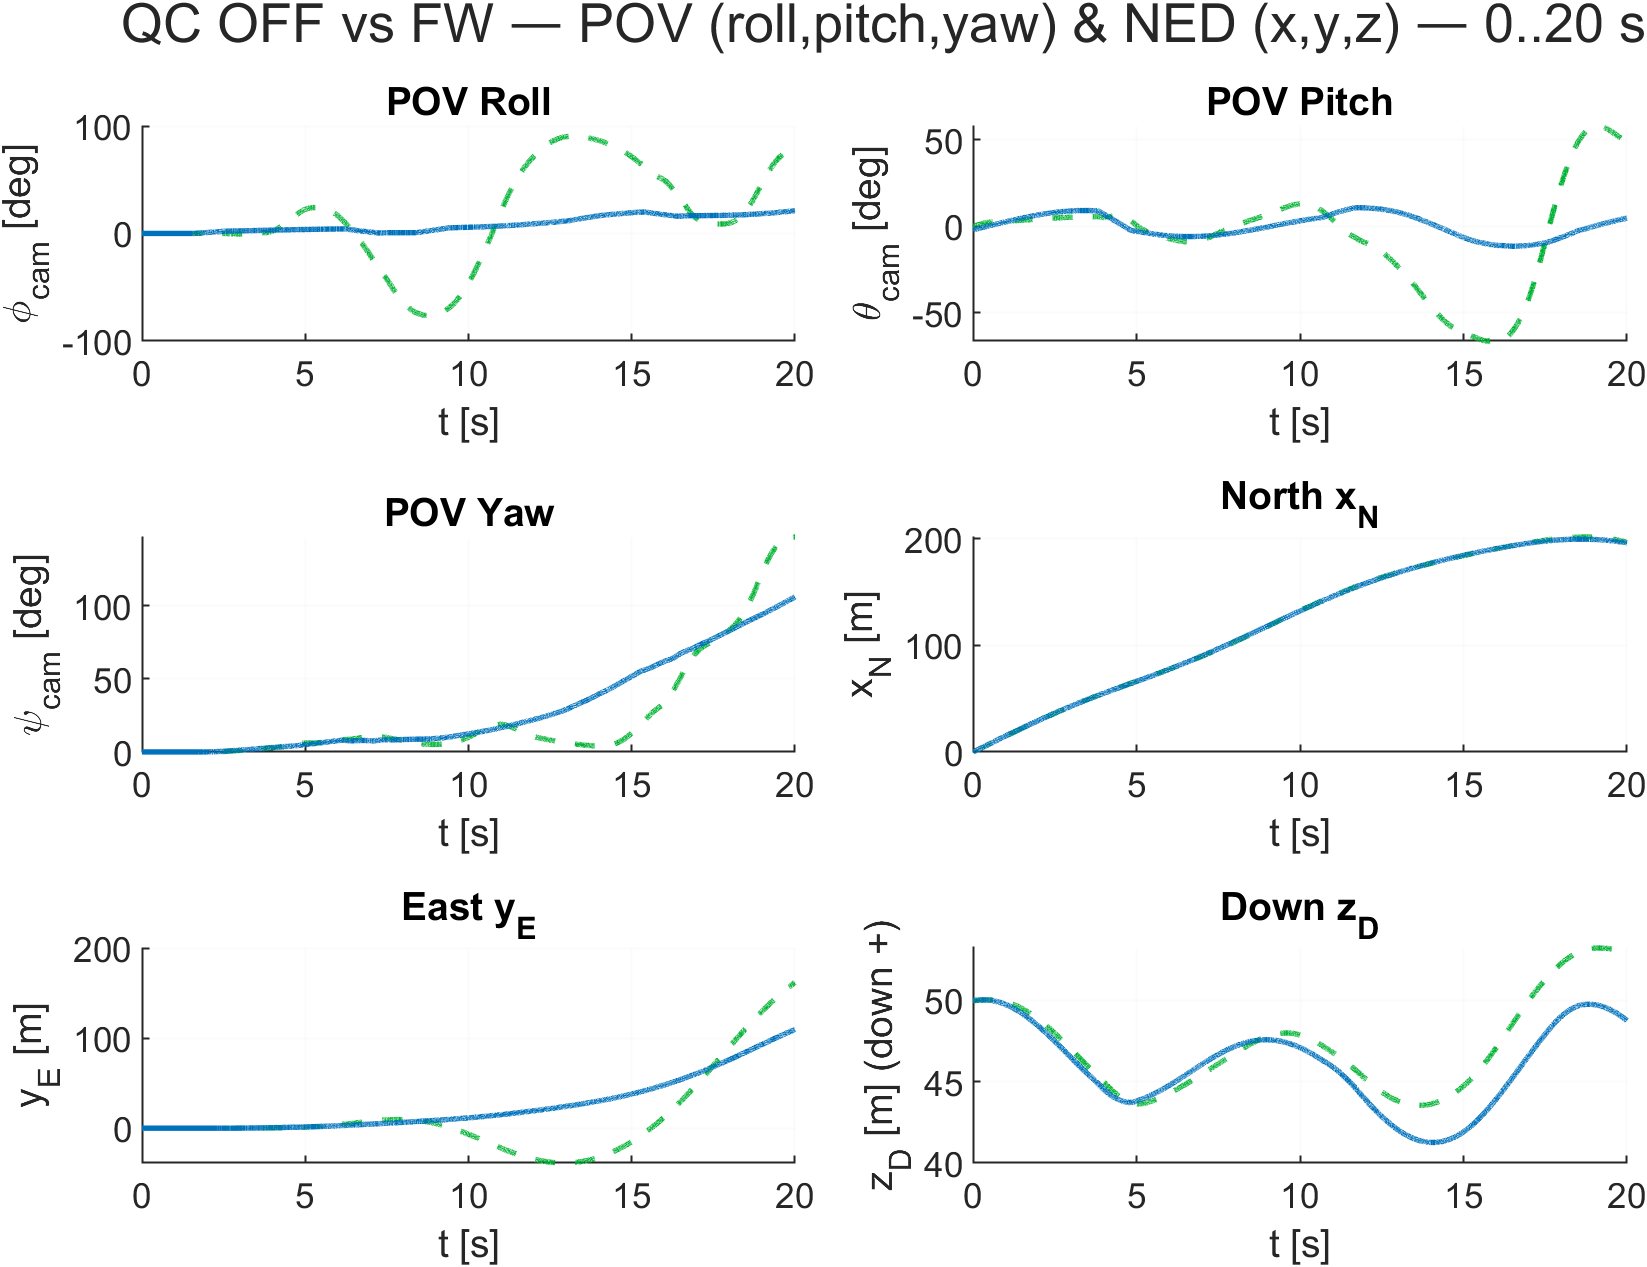 QC OFF vs FW — POV (roll,pitch,yaw) & NED (x,y,z) — 0..20 s
POV Roll
100
0
-100
ϕcam [deg]
0 5 10 15 20
t [s]
POV Pitch
50
0
-50
θcam [deg]
0 5 10 15 20
t [s]
POV Yaw
100
50
0
ψcam [deg]
0 5 10 15 20
t [s]
North xN
200
100
0
xN [m]
0 5 10 15 20
t [s]
East yE
200
100
0
yE [m]
0 5 10 15 20
t [s]
Down zD
50
45
40
zD [m] (down +)
0 5 10 15 20
t [s]